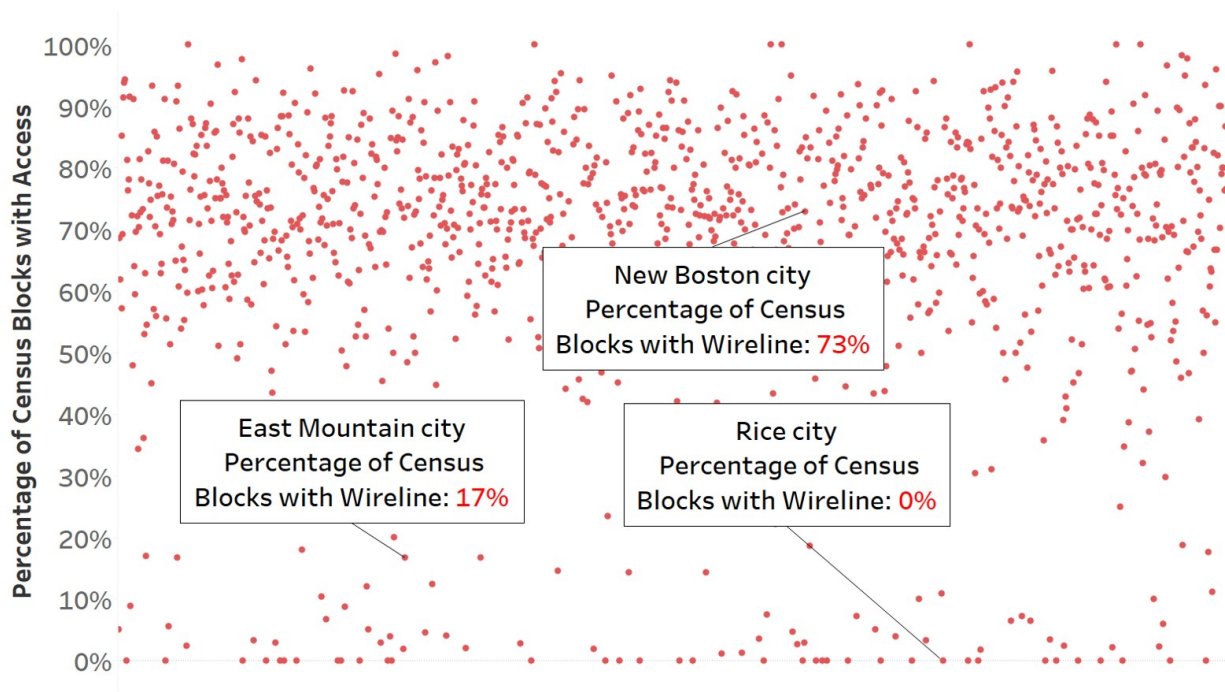 Percentage of Census Blocks with Access
100%
90%
80%
70%
60%
50%
40%
30%
20%
10%
0%
New Boston city
Percentage of Census
Blocks with Wireline: 73%
East Mountain city
Percentage of Census
Blocks with Wireline: 17%
Rice city
Percentage of Census
Blocks with Wireline: 0%